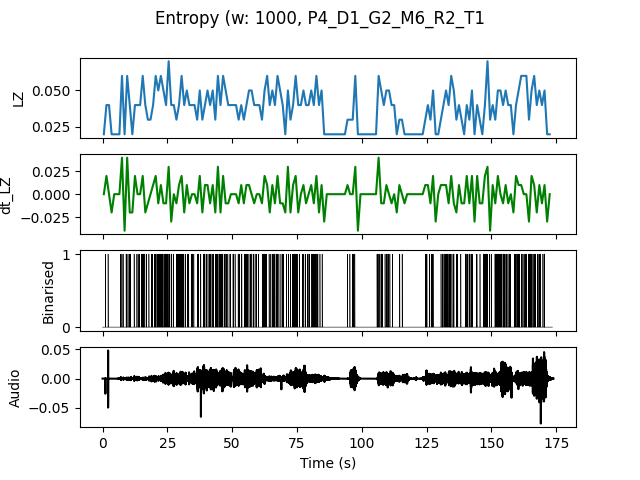 Entropy (w: 1000, P4_D1_G2_M6_R2_T1
LZ
0.050
0.025
dt_LZ
0.025
0.000
−0.025
Binarised
1
0
Audio
0.05
0.00
−0.05
0 25 50 75 100 125 150 175
Time (s)